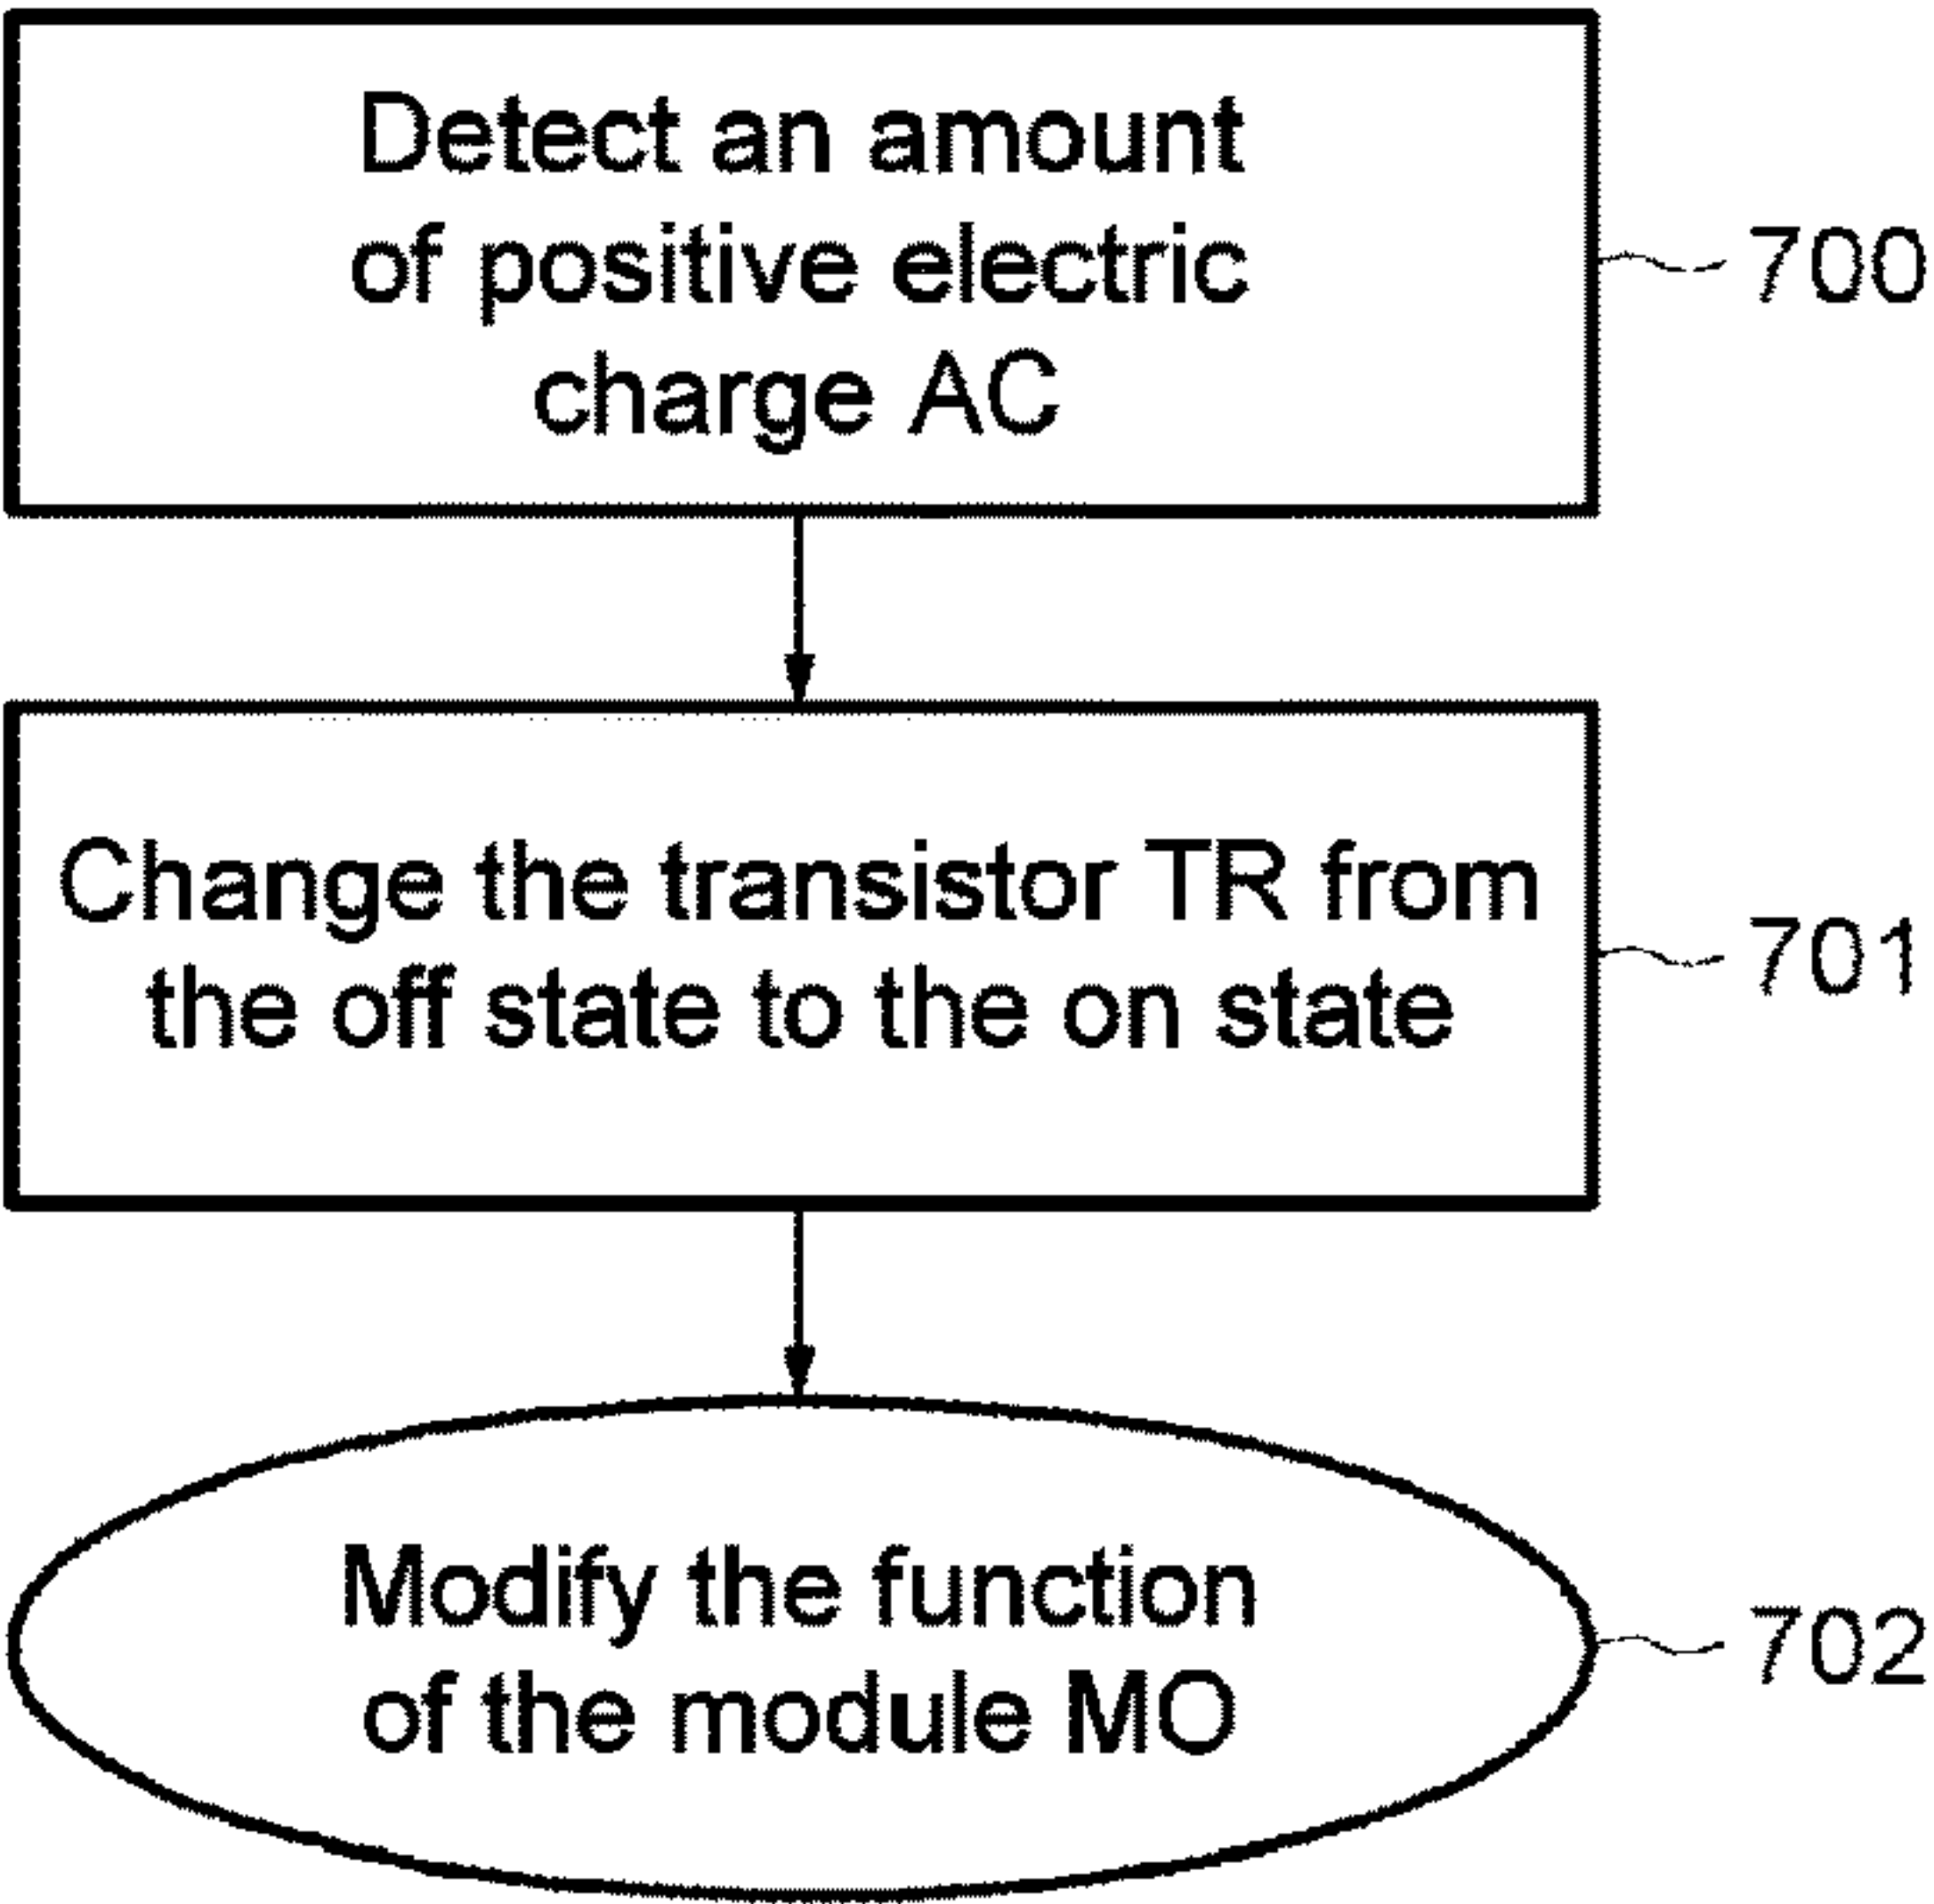 Detect an amount
of positive electric
charge AC
700
Change the transistor TR from
the off state to the on state
701
Modify the function
of the module MO
702